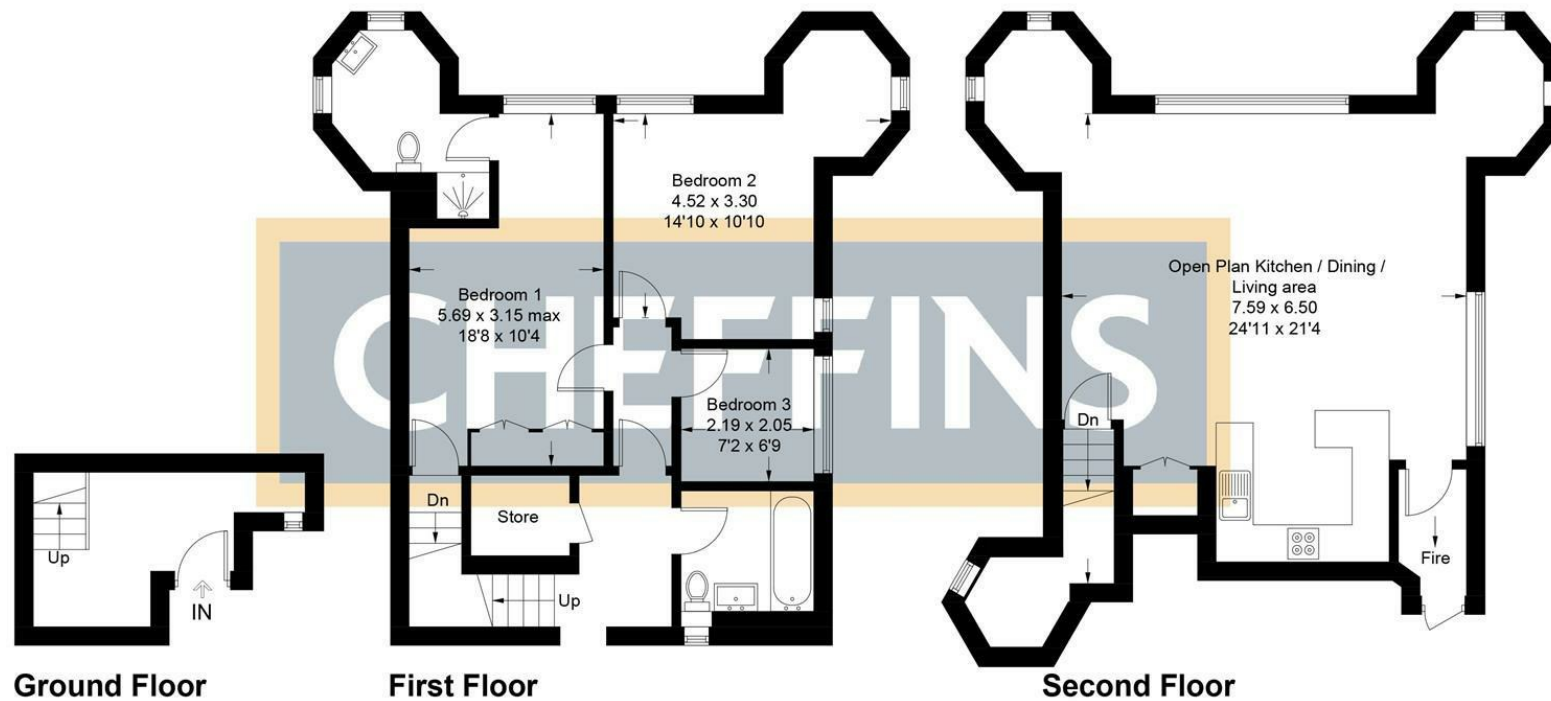 Up
IN
Ground Floor
Bedroom 1
5.69 x 3.15 max
18'8 x 10'4
Bedroom 2
4.52 x 3.30
14'10 x 10'10
Bedroom 3
2.19 x 2.05
7'2 x 6'9
Dn
Store
Up
First Floor
Open Plan Kitchen / Dining /
Living area
7.59 x 6.50
24'11 x 21'4
Dn
Fire
Second Floor
CHEFFINS